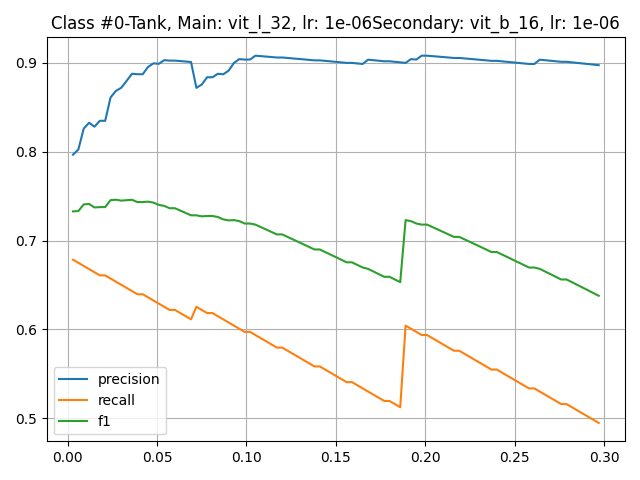 Class #0-Tank, Main: vit_l_32, lr: 1e-06Secondary: vit_b_16, lr: 1e-06
0.9
0.8
0.7
0.6
0.5
precision
recall
f1
0.00 0.05 0.10 0.15 0.20 0.25 0.30